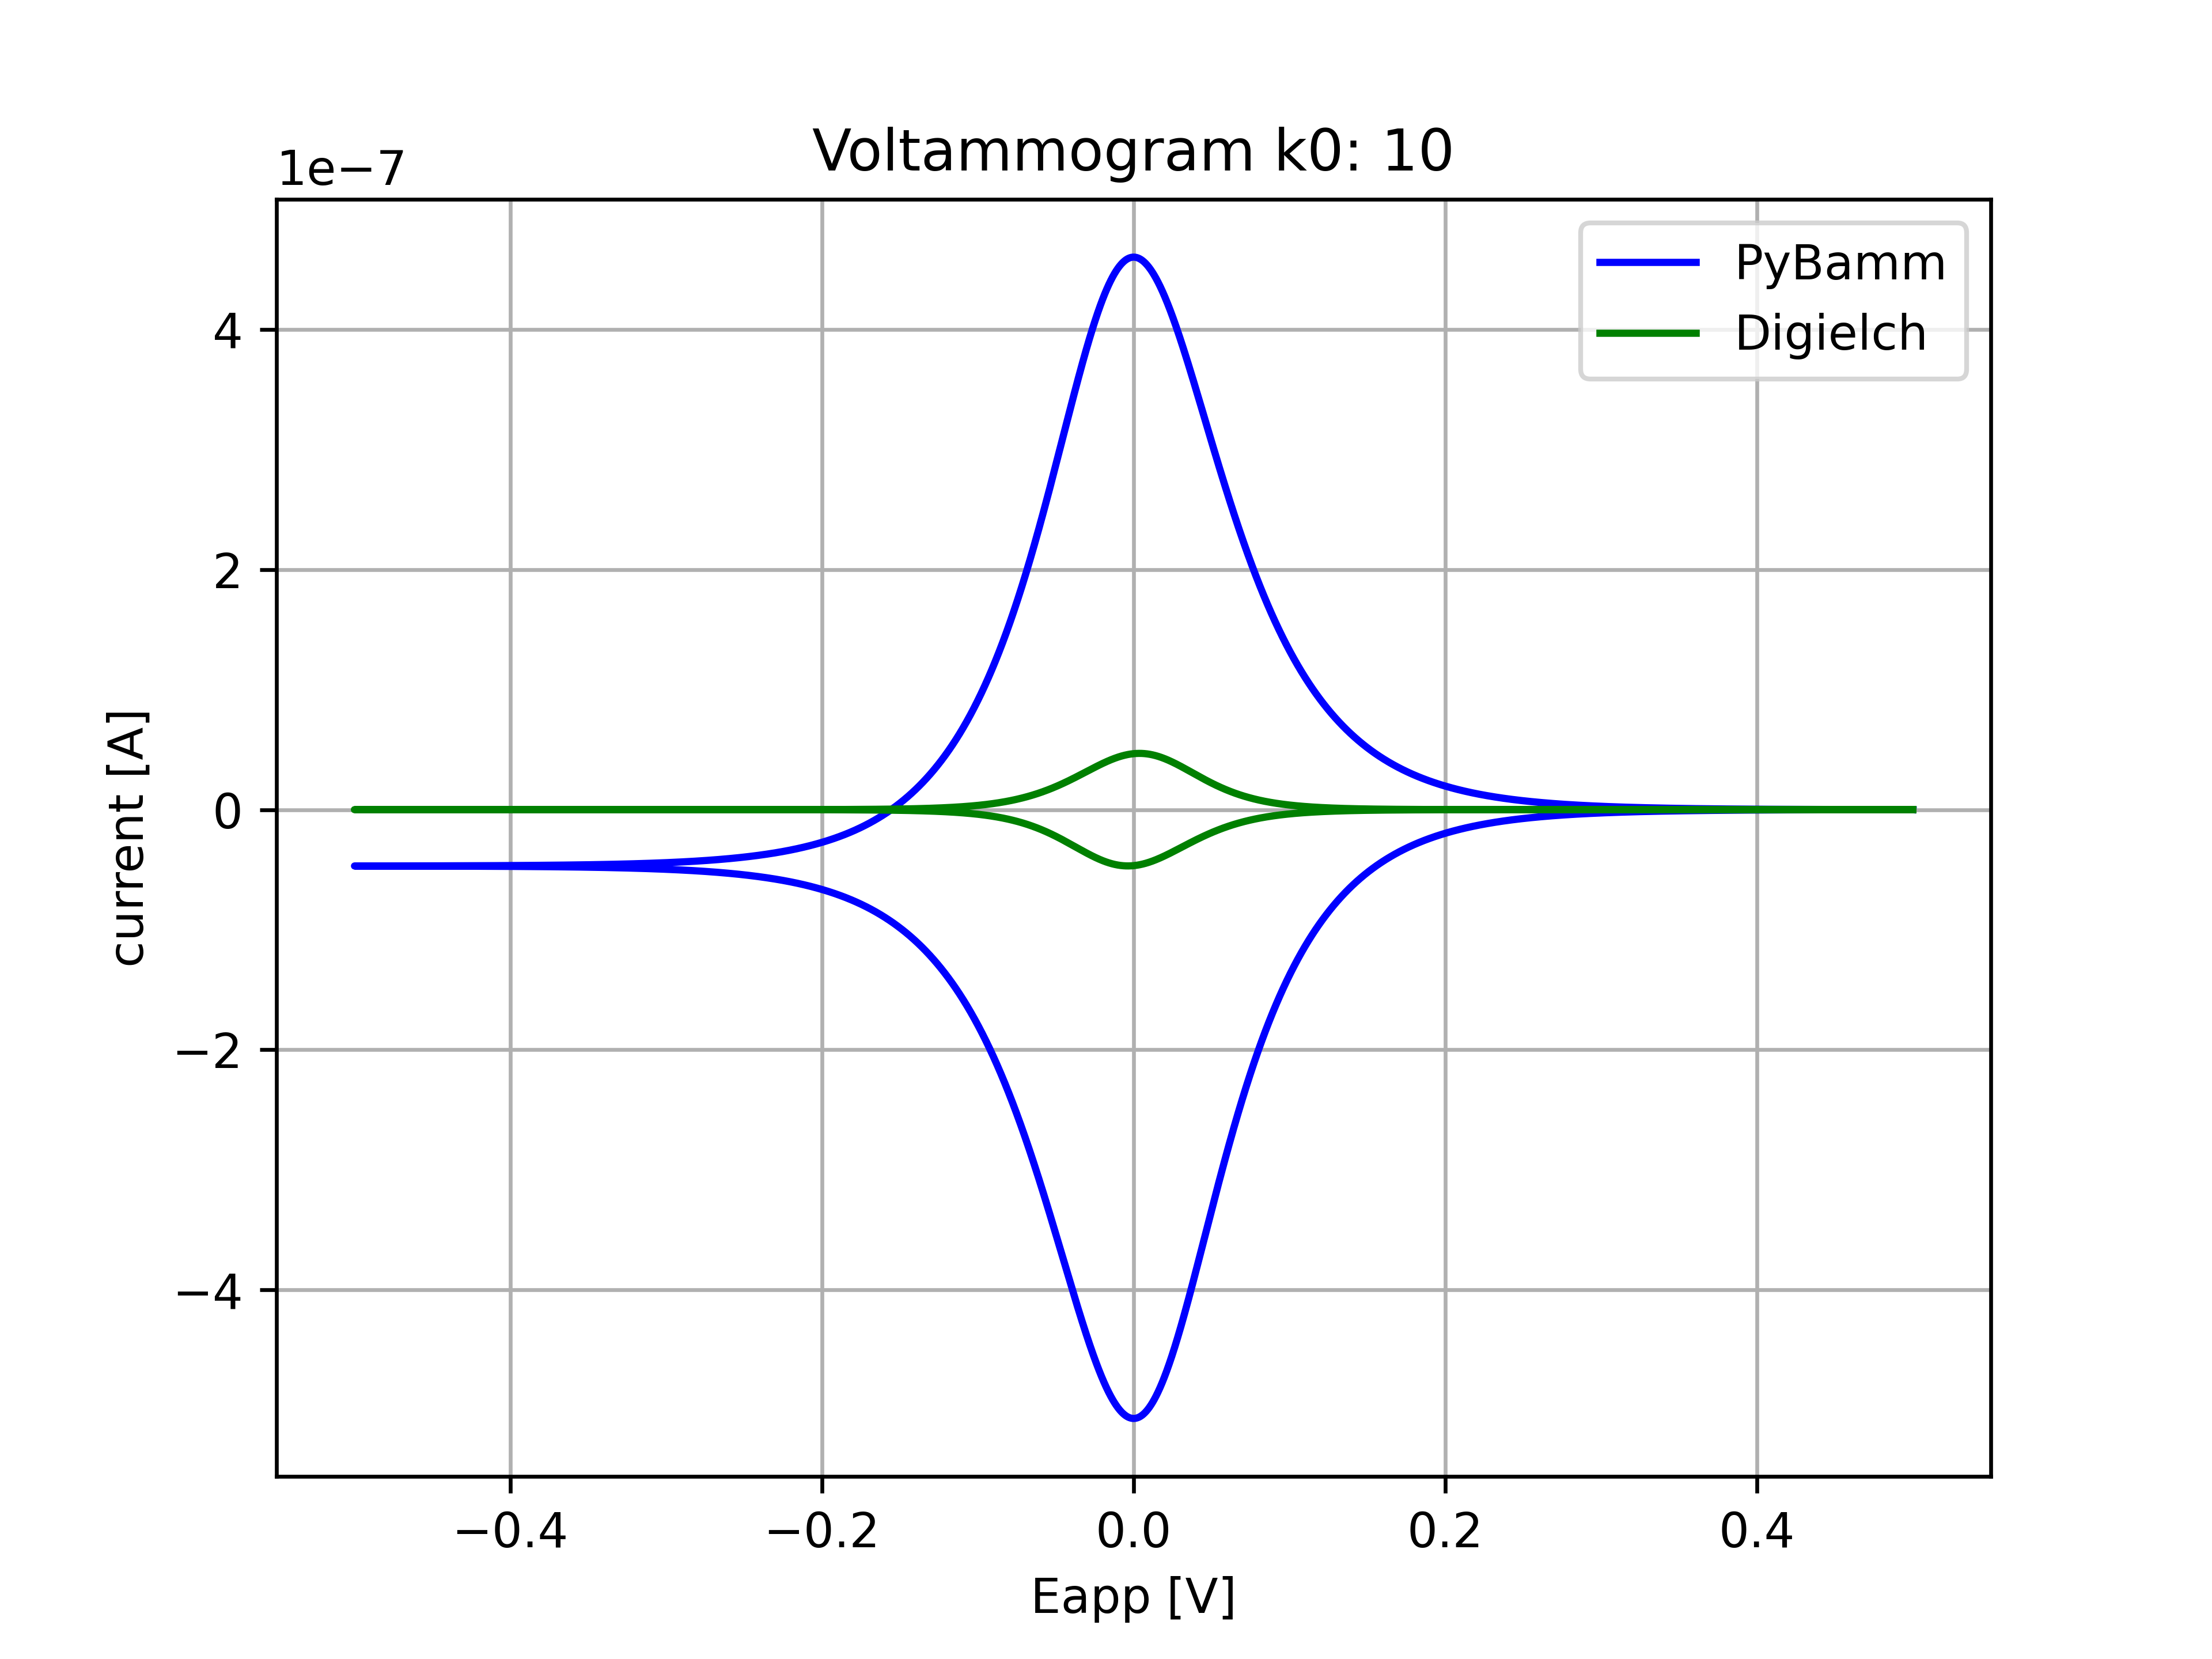 Voltammogram k0: 10
1e−7
PyBamm
Digielch
4
2
0
−2
−4
current [A]
−0.4 −0.2 0.0 0.2 0.4
Eapp [V]